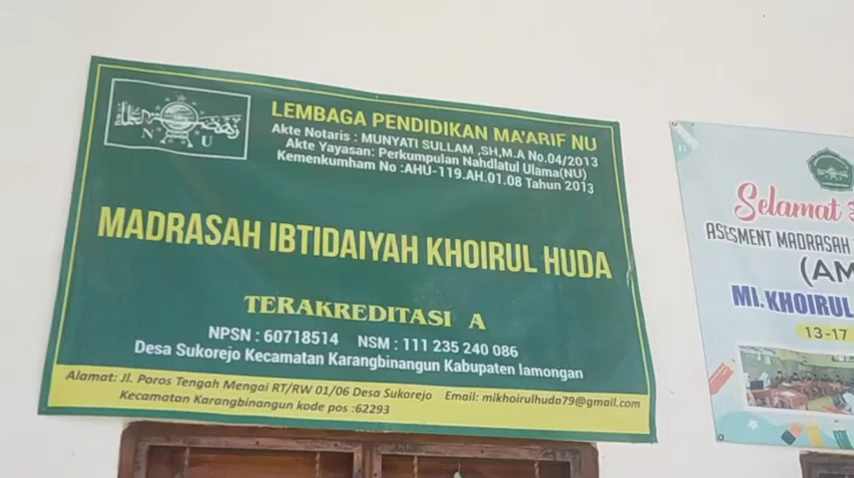 N U
LEMBAGA PENDIDIKAN MA'ARIF NU
Akte Notaris : MUNYATI SULLAM ,SH,M.A No.04/2013
Akte Yayasan: Perkumpulan Nahdlatul Ulama(NU)
Kemenkumham No :AHU-119.AH.01.08 Tahun 2013
MADRASAH IBTIDAIYAH KHOIRUL HUDA
TERAKREDITASI A
NPSN : 60718514 NSM : 111 235 240 086
Desa Sukorejo Kecamatan Karangbinangun Kabupaten lamongan
Alamat: Jl. Poros Tengah Mengai RT/RW 01/06 Desa Sukorejo Email: mikhoirulhuda79@gmail.com
Kecamatan Karangbinangun kode pos :62293
Selamat
ASESMENT MADRASAH
(AM
MI. KHOIRUL
13-17